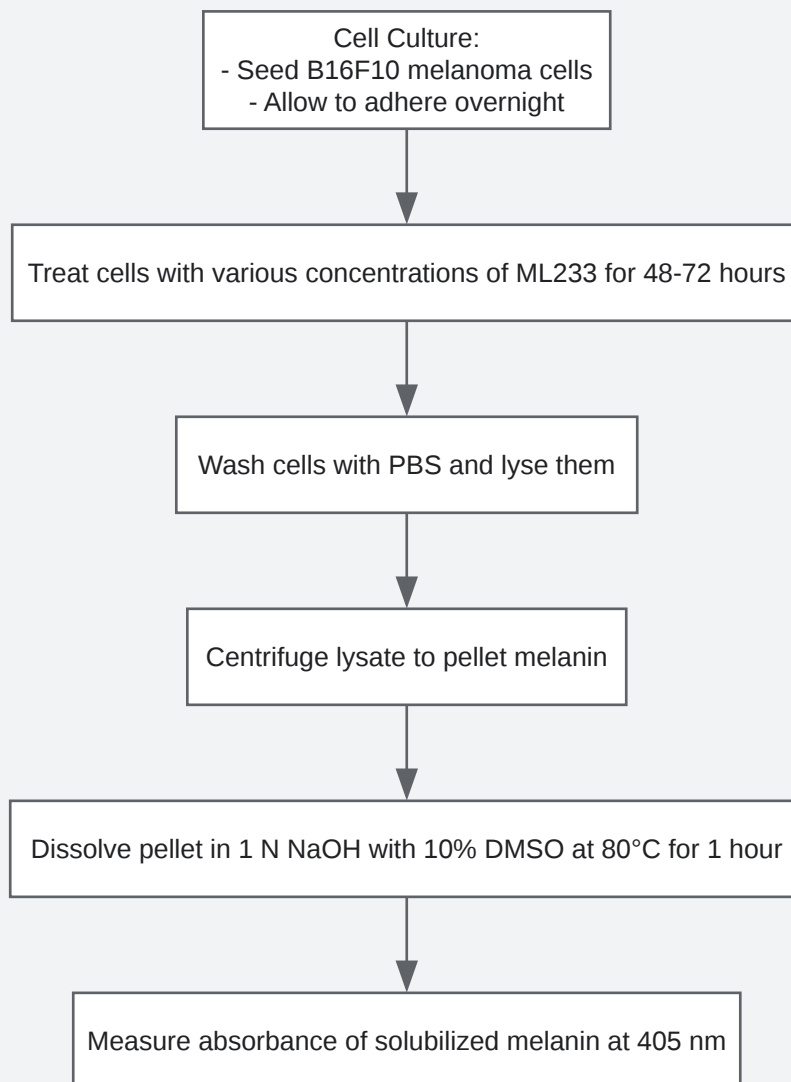 Cell Culture:
- Seed B16F10 melanoma cells
- Allow to adhere overnight
Treat cells with various concentrations of ML233 for 48-72 hours
Wash cells with PBS and lyse them
Centrifuge lysate to pellet melanin
Dissolve pellet in 1 N NaOH with 10% DMSO at 80°C for 1 hour
Measure absorbance of solubilized melanin at 405 nm